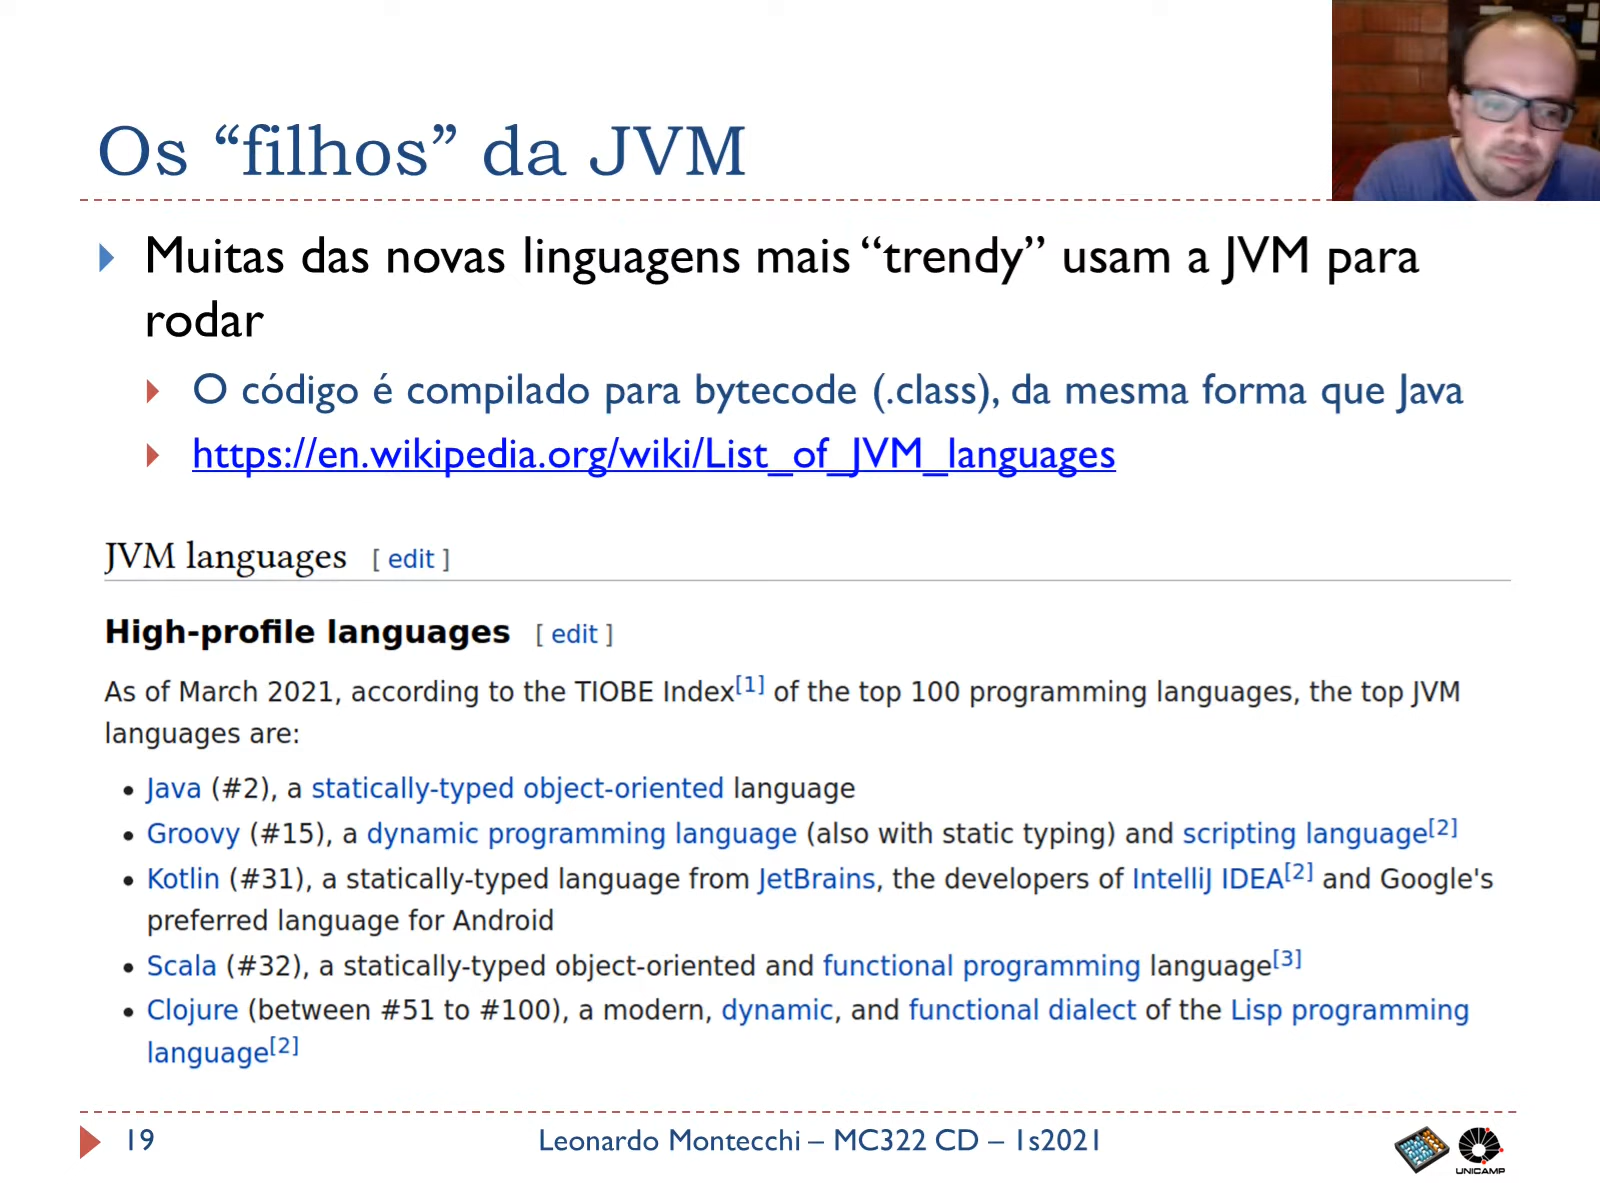 Os “filhos” da JVM
Muitas das novas linguagens mais “trendy” usam a JVM para
rodar
O código é compilado para bytecode (.class), da mesma forma que Java
https://en.wikipedia.org/wiki/List_of_JVM_languages
JVM languages [ edit ]
High-profile languages [ edit ]
As of March 2021, according to the TIOBE Index[1] of the top 100 programming languages, the top JVM
languages are:
• Java (#2), a statically-typed object-oriented language
• Groovy (#15), a dynamic programming language (also with static typing) and scripting language[2]
• Kotlin (#31), a statically-typed language from JetBrains, the developers of IntelliJ IDEA[2] and Google's
preferred language for Android
• Scala (#32), a statically-typed object-oriented and functional programming language[3]
• Clojure (between #51 to #100), a modern, dynamic, and functional dialect of the Lisp programming
language[2]
19 Leonardo Montecchi – MC322 CD – 1s2021
UNICAMP